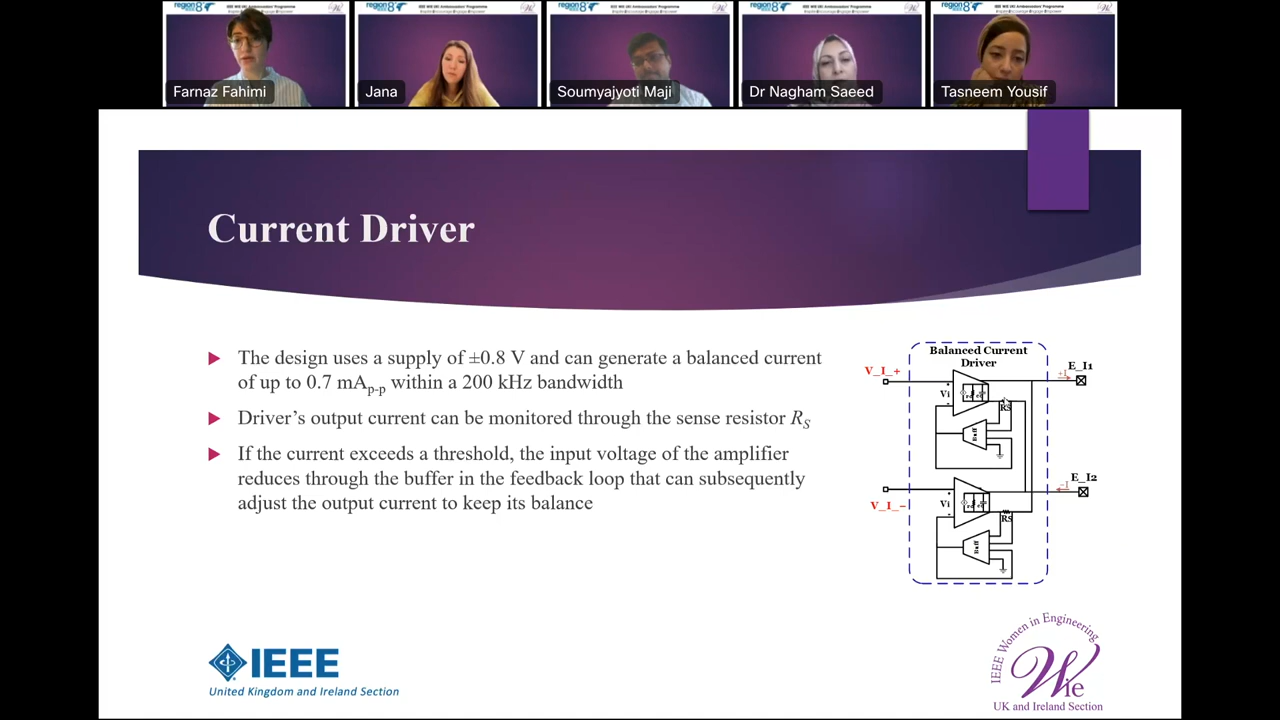 Farnaz Fahimi
Jana
Soumyajyoti Maji
Dr Nagham Saeed
Tasneem Yousif
Current Driver
The design uses a supply of ±0.8 V and can generate a balanced current
of up to 0.7 mAp-p within a 200 kHz bandwidth
Driver's output current can be monitored through the sense resistor RS
If the current exceeds a threshold, the input voltage of the amplifier
reduces through the buffer in the feedback loop that can subsequently
adjust the output current to keep its balance
Balanced Current
Driver
V_I_+
E_I1
+I
Vi
Rs
Buff
E_I2
-I
Vi
V_I_-
Rs
Buff
IEEE
United Kingdom and Ireland Section
IEEE Women in Engineering
Wie
UK and Ireland Section